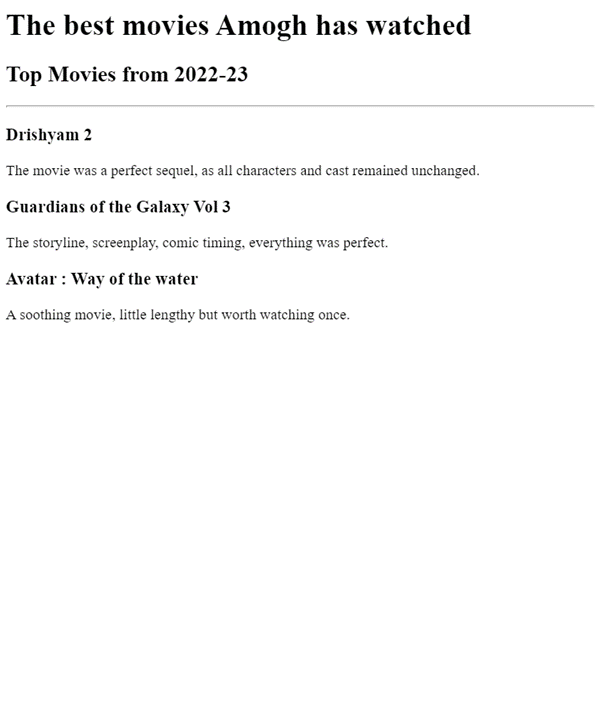 The best movies Amogh has watched
Top Movies from 2022-23
Drishyam 2
The movie was a perfect sequel, as all characters and cast remained unchanged.
Guardians of the Galaxy Vol 3
The storyline, screenplay, comic timing, everything was perfect.
Avatar : Way of the water
A soothing movie, little lengthy but worth watching once.